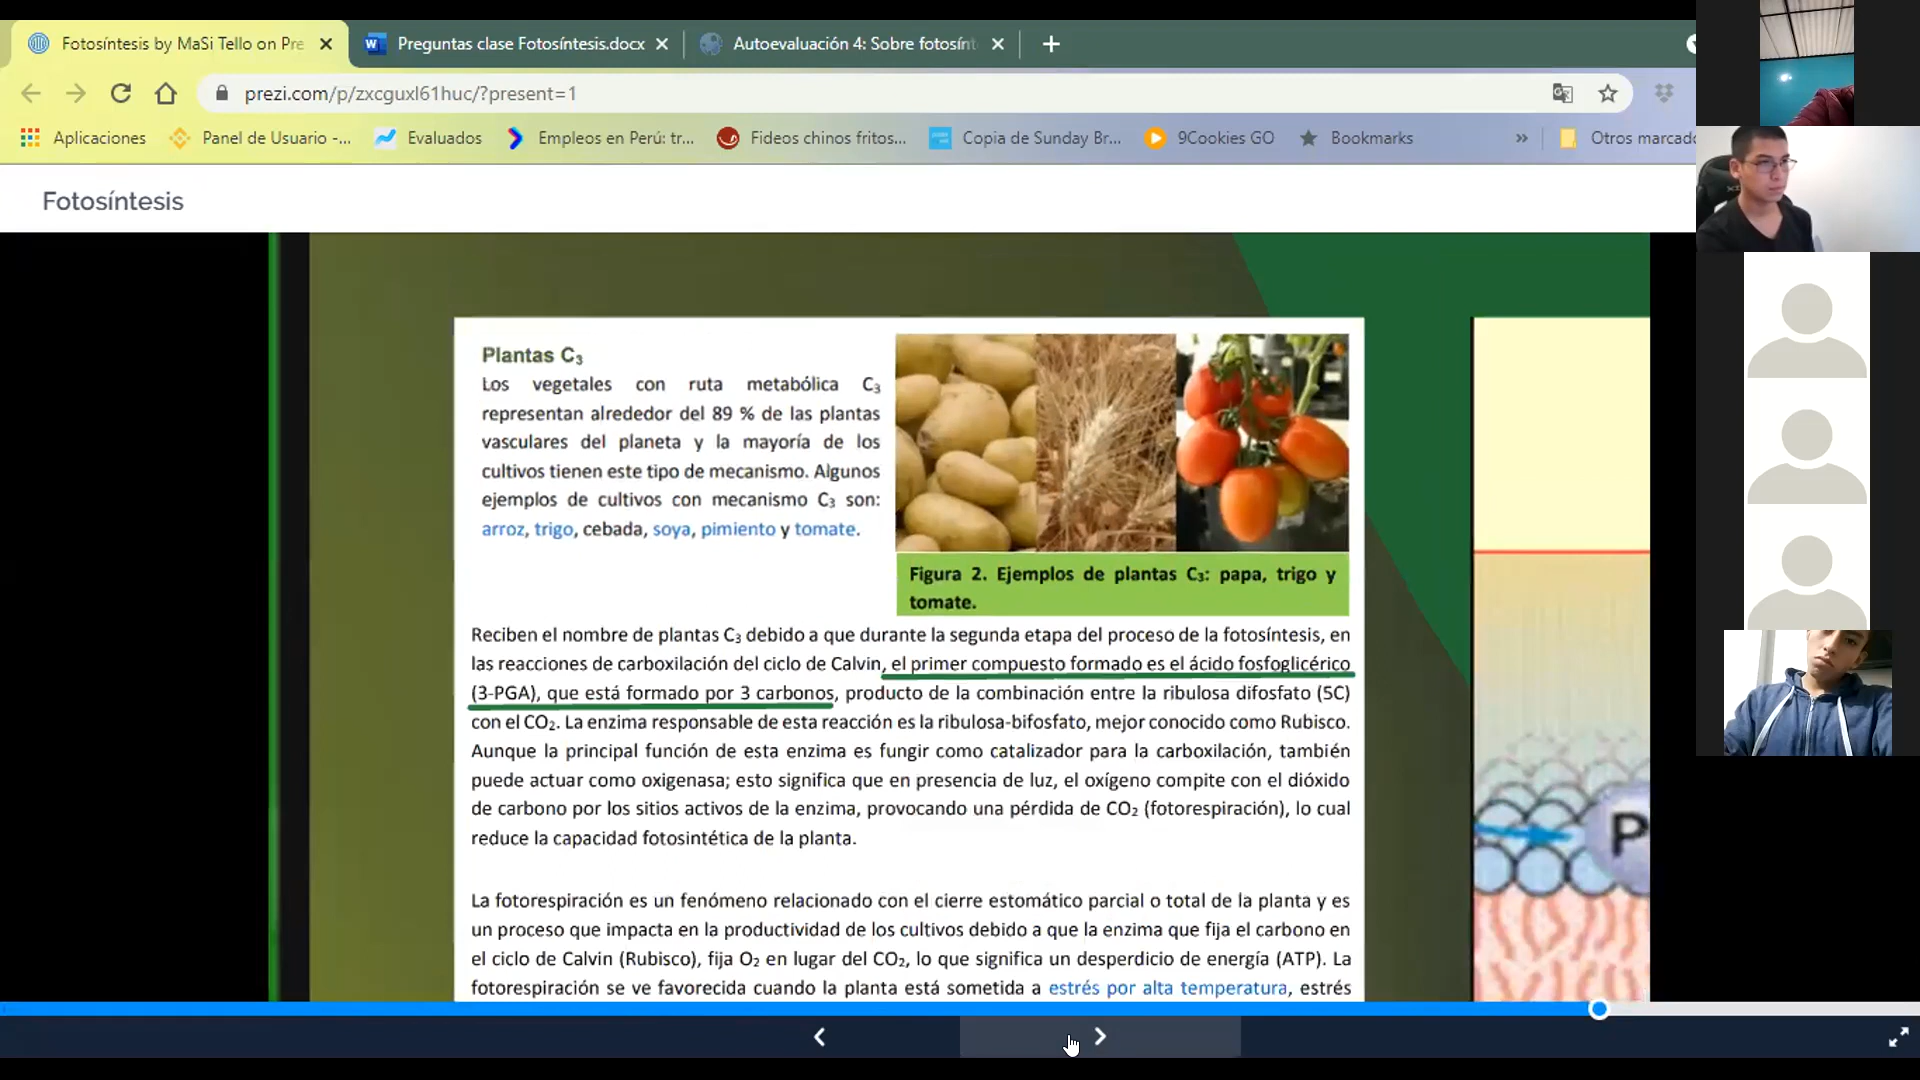 Fotosíntesis by MaSi Tello on Pre
Preguntas clase Fotosíntesis.docx
Autoevaluación 4: Sobre fotosínt
prezi.com/p/zxcguxl61huc/?present=1
Aplicaciones
Panel de Usuario -...
Evaluados
Empleos en Perú: tr...
Fideos chinos fritos...
Copia de Sunday Br...
9Cookies GO
Bookmarks
»
Otros marcado
Fotosíntesis
Plantas C₃
Los vegetales con ruta metabólica C₃
representan alrededor del 89 % de las plantas
vasculares del planeta y la mayoría de los
cultivos tienen este tipo de mecanismo. Algunos
ejemplos de cultivos con mecanismo C₃ son:
arroz, trigo, cebada, soya, pimiento y tomate.
Figura 2. Ejemplos de plantas C₃: papa, trigo y
tomate.
Reciben el nombre de plantas C₃ debido a que durante la segunda etapa del proceso de la fotosíntesis, en
las reacciones de carboxilación del ciclo de Calvin, el primer compuesto formado es el ácido fosfoglicérico
(3-PGA), que está formado por 3 carbonos, producto de la combinación entre la ribulosa difosfato (5C)
con el CO₂. La enzima responsable de esta reacción es la ribulosa-bifosfato, mejor conocido como Rubisco.
Aunque la principal función de esta enzima es fungir como catalizador para la carboxilación, también
puede actuar como oxigenasa; esto significa que en presencia de luz, el oxígeno compite con el dióxido
de carbono por los sitios activos de la enzima, provocando una pérdida de CO₂ (fotorespiración), lo cual
reduce la capacidad fotosintética de la planta.
La fotorespiración es un fenómeno relacionado con el cierre estomático parcial o total de la planta y es
un proceso que impacta en la productividad de los cultivos debido a que la enzima que fija el carbono en
el ciclo de Calvin (Rubisco), fija O₂ en lugar del CO₂, lo que significa un desperdicio de energía (ATP). La
fotorespiración se ve favorecida cuando la planta está sometida a estrés por alta temperatura, estrés
P